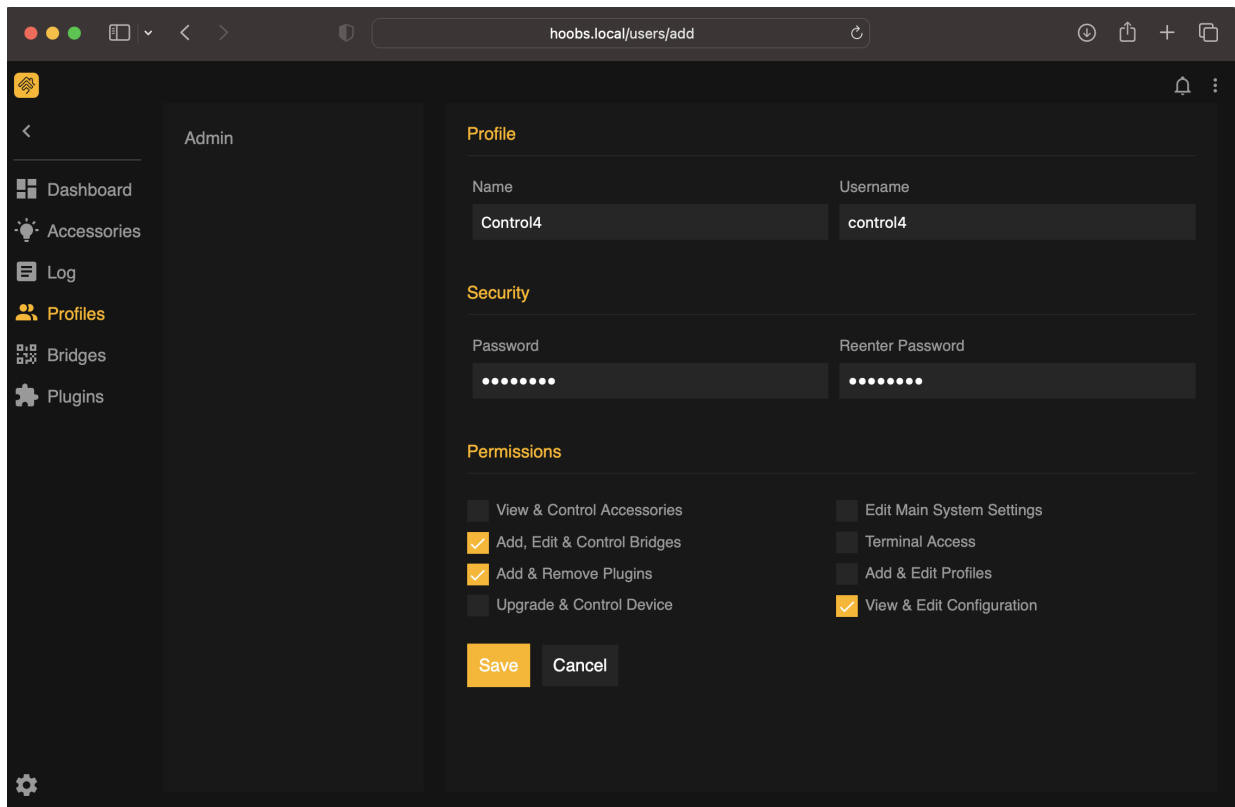 hoobs.local/users/add
Dashboard
Accessories
Log
Profiles
Bridges
Plugins
Admin
Profile
Name Username
Control4 control4
Security
Password Reenter Password
•••••••• ••••••••
Permissions
View & Control Accessories Edit Main System Settings
Add, Edit & Control Bridges Terminal Access
Add & Remove Plugins Add & Edit Profiles
Upgrade & Control Device View & Edit Configuration
Save Cancel